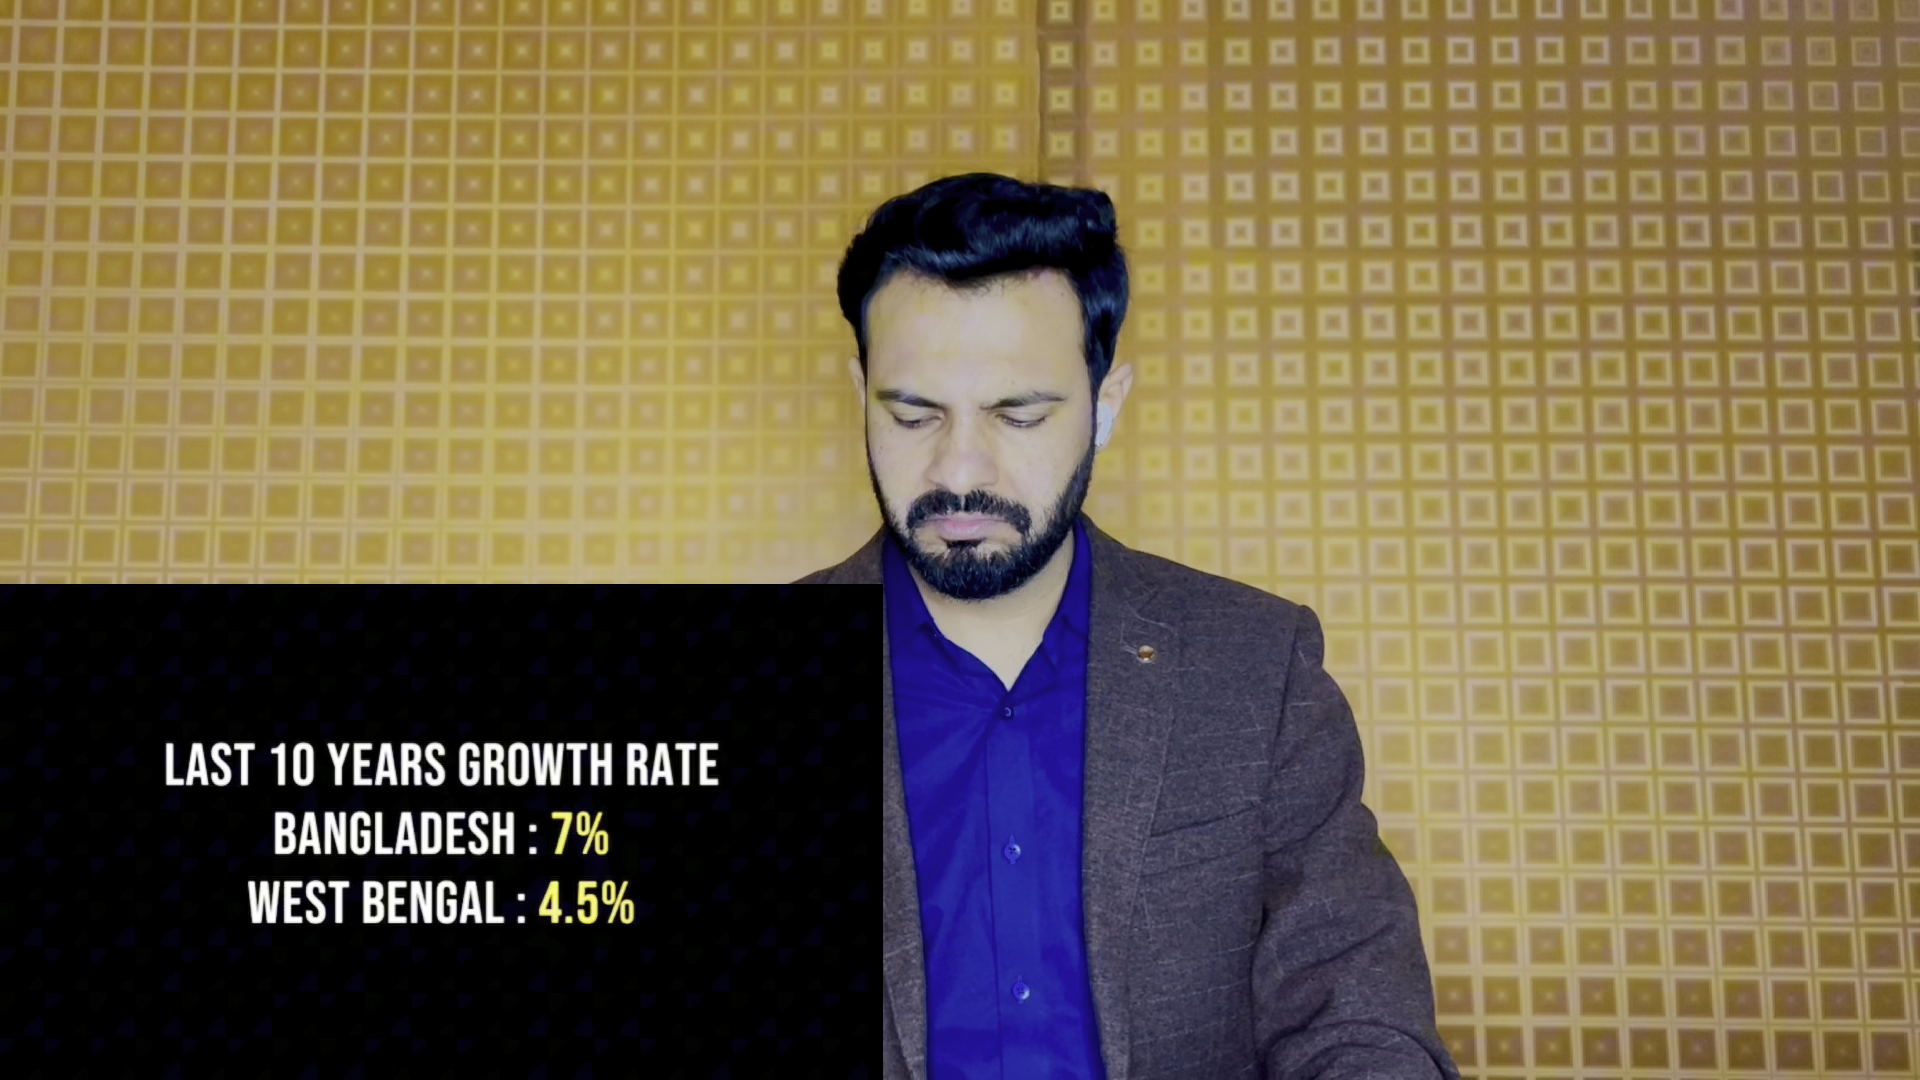 LAST 10 YEARS GROWTH RATE
BANGLADESH : 7%
WEST BENGAL : 4.5%